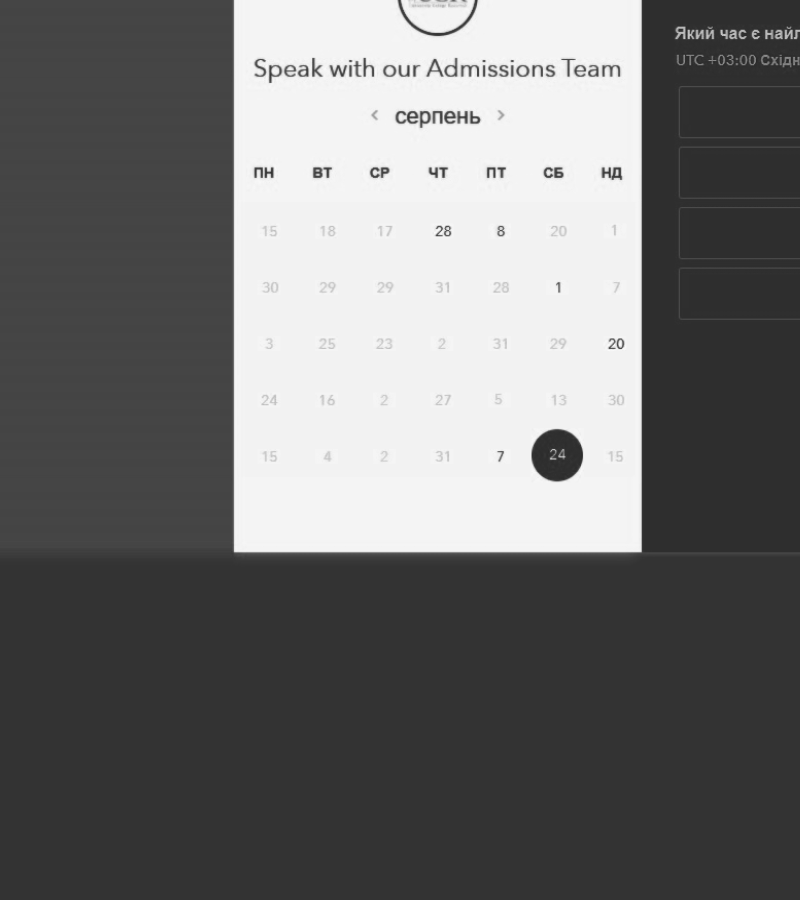 Speak with our Admissions Team
< серпень >
ПН ВТ СР ЧТ ПТ СБ НД
15 18 17 28 8 20 1
30 29 29 31 28 1 7
3 25 23 2 31 29 20
24 16 2 27 5 13 30
15 4 2 31 7 24 15
Який час є найл
UTC +03:00 Східн